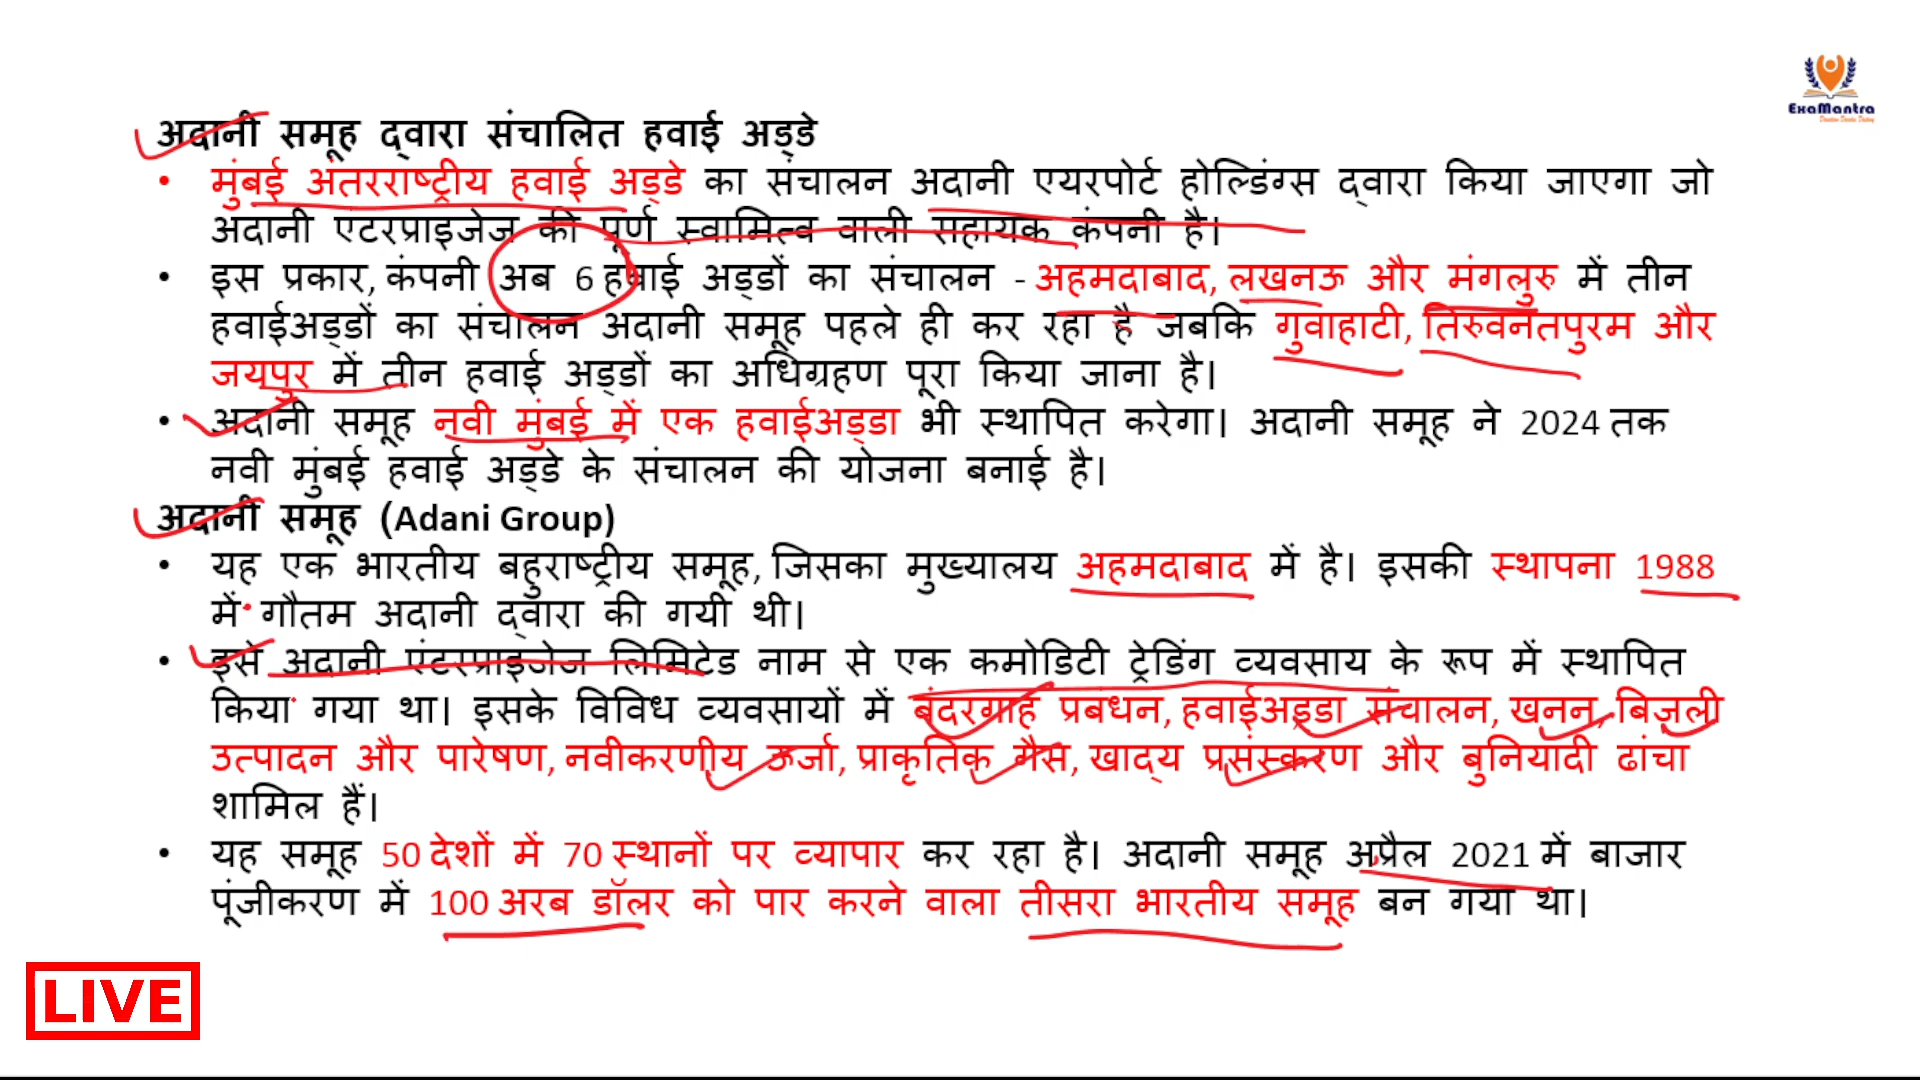 ExaMantra
अदानी समूह द्वारा संचालित हवाई अड्डे
• मुंबई अंतरराष्ट्रीय हवाई अड्डे का संचालन अदानी एयरपोर्ट होल्डिंग्स द्वारा किया जाएगा जो
अदानी एंटरप्राइजेज की पूर्ण स्वामित्व वाली सहायक कंपनी है।
• इस प्रकार, कंपनी अब 6 हवाई अड्डों का संचालन - अहमदाबाद, लखनऊ और मंगलुरु में तीन
हवाईअड्डों का संचालन अदानी समूह पहले ही कर रहा है जबकि गुवाहाटी, तिरुवनंतपुरम और
जयपुर में तीन हवाई अड्डों का अधिग्रहण पूरा किया जाना है।
• अदानी समूह नवी मुंबई में एक हवाईअड्डा भी स्थापित करेगा। अदानी समूह ने 2024 तक
नवी मुंबई हवाई अड्डे के संचालन की योजना बनाई है।
अदानी समूह (Adani Group)
• यह एक भारतीय बहुराष्ट्रीय समूह, जिसका मुख्यालय अहमदाबाद में है। इसकी स्थापना 1988
में गौतम अदानी द्वारा की गयी थी।
• इसे अदानी एंटरप्राइजेज लिमिटेड नाम से एक कमोडिटी ट्रेडिंग व्यवसाय के रूप में स्थापित
किया गया था। इसके विविध व्यवसायों में बंदरगाह प्रबंधन, हवाईअड्डा संचालन, खनन, बिजली
उत्पादन और पारेषण, नवीकरणीय ऊर्जा, प्राकृतिक गैस, खाद्य प्रसंस्करण और बुनियादी ढांचा
शामिल हैं।
• यह समूह 50 देशों में 70 स्थानों पर व्यापार कर रहा है। अदानी समूह अप्रैल 2021 में बाजार
पूंजीकरण में 100 अरब डॉलर को पार करने वाला तीसरा भारतीय समूह बन गया था।
LIVE